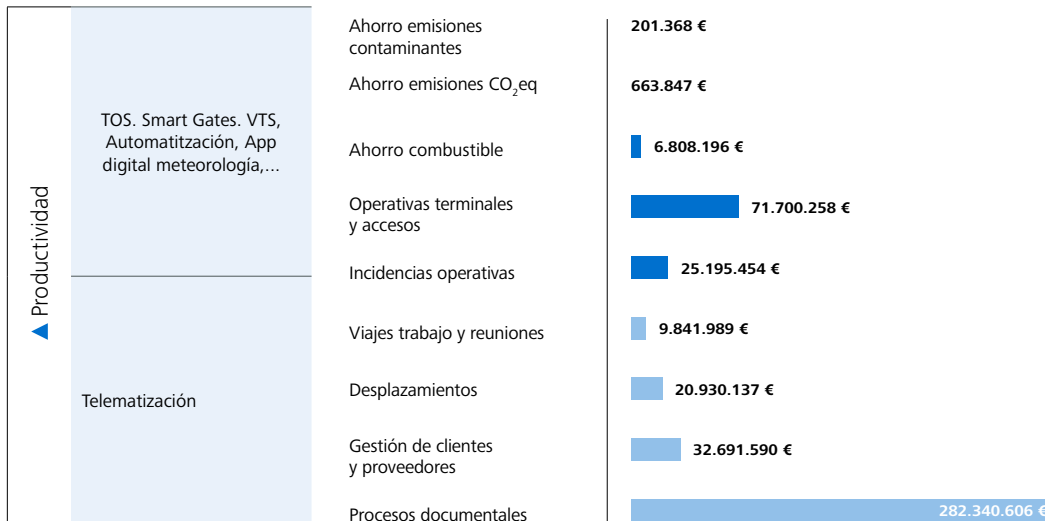 ▲ Productividad
TOS. Smart Gates. VTS,
Automatitzación, App
digital meteorología,...
Ahorro emisiones
contaminantes
201.368 €
Ahorro emisiones CO₂eq
663.847 €
Ahorro combustible
6.808.196 €
Operativas terminales
y accesos
71.700.258 €
Incidencias operativas
25.195.454 €
Telematización
Viajes trabajo y reuniones
9.841.989 €
Desplazamientos
20.930.137 €
Gestión de clientes
y proveedores
32.691.590 €
Procesos documentales
282.340.606 €